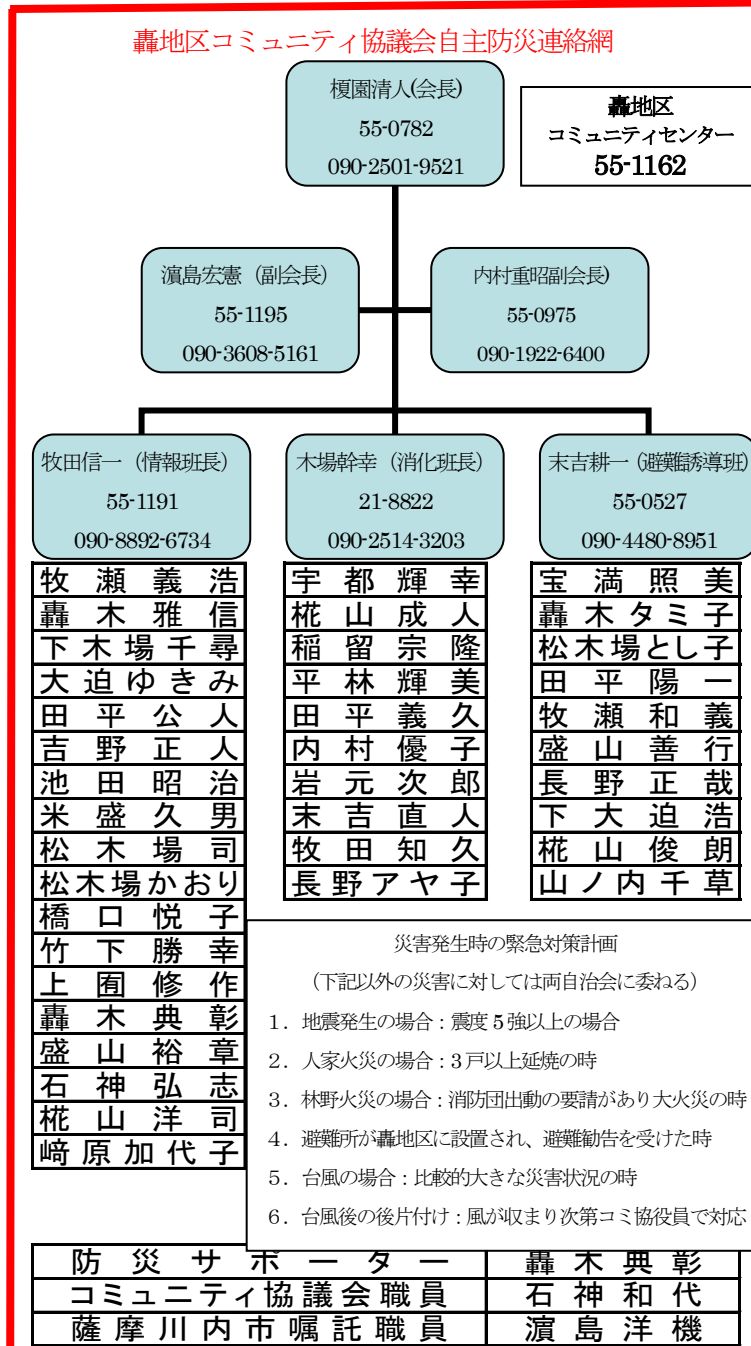 轟地区コミュニティ協議会自主防災連絡網
榎園清人(会長)
55-0782
090-2501-9521
轟地区
コミュニティセンター
55-1162
濵島宏憲（副会長）
55-1195
090-3608-5161
内村重昭副会長)
55-0975
090-1922-6400
牧田信一（情報班長）
55-1191
090-8892-6734
木場幹幸（消化班長）
21-8822
090-2514-3203
末吉耕一（避難誘導班）
55-0527
090-4480-8951
牧瀬義浩
轟木雅信
下木場千尋
大迫ゆきみ
田平公人
吉野正人
池田昭治
米盛久男
松木場司
松木場かおり
橋口悦子
竹下勝幸
上囿修作
轟木典彰
盛山裕章
石神弘志
椛山洋司
﨑原加代子
宇都輝幸
椛山成人
稲留宗隆
平林輝美
田平義久
内村優子
岩元次郎
末吉直人
牧田知久
長野アヤ子
宝満照美
轟木タミ子
松木場とし子
田平陽一
牧瀬和義
盛山善行
長野正哉
下大迫浩
椛山俊朗
山ノ内千草
災害発生時の緊急対策計画
（下記以外の災害に対しては両自治会に委ねる）
1．地震発生の場合：震度5強以上の場合
2．人家火災の場合：3戸以上延焼の時
3．林野火災の場合：消防団出動の要請があり大火災の時
4．避難所が轟地区に設置され、避難勧告を受けた時
5．台風の場合：比較的大きな災害状況の時
6．台風後の後片付け：風が収まり次第コミ協役員で対応
防災サポーター 轟木典彰
コミュニティ協議会職員 石神和代
薩摩川内市嘱託職員 濵島洋機